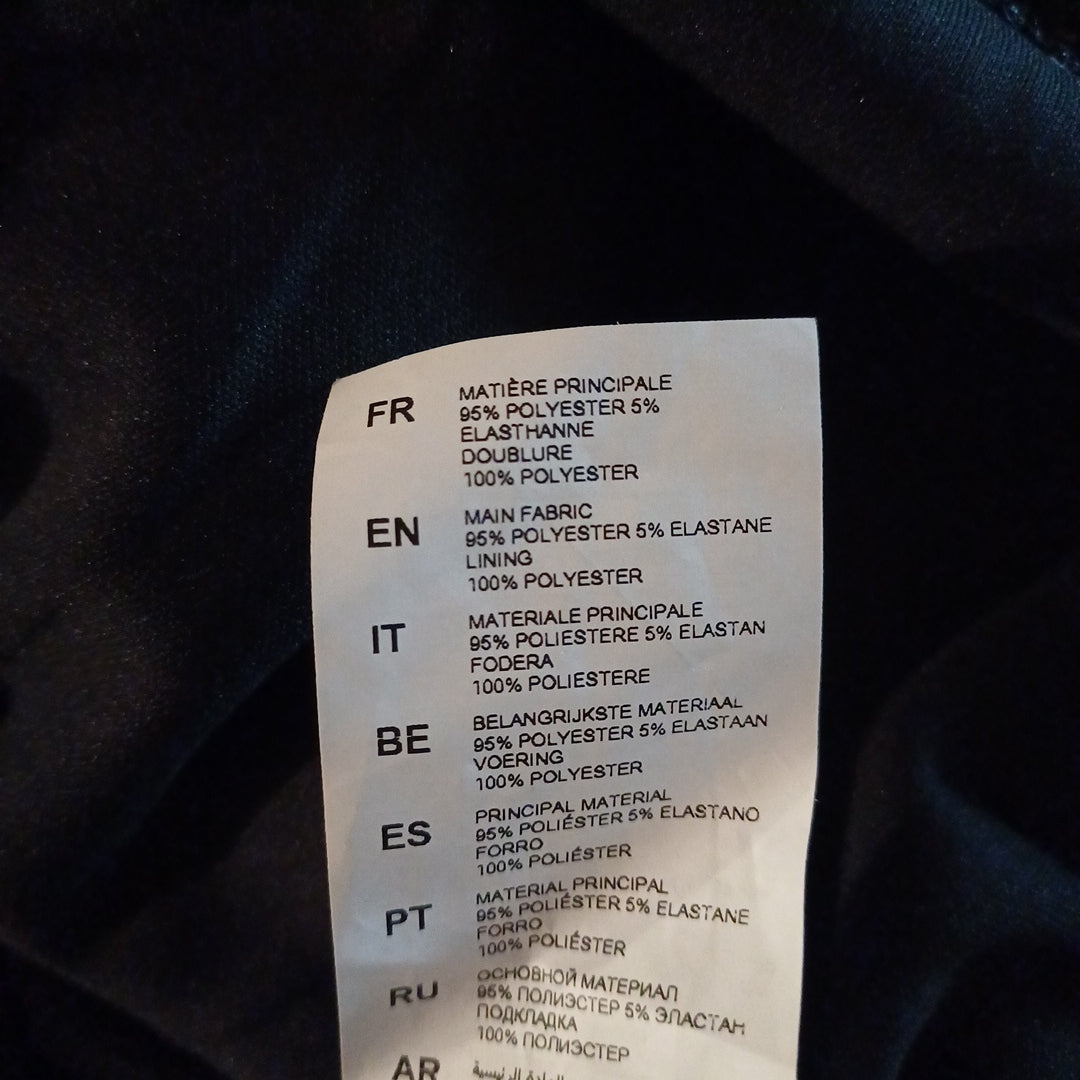 FR
MATIÈRE PRINCIPALE
95% POLYESTER 5%
ELASTHANNE
DOUBLURE
100% POLYESTER
EN
MAIN FABRIC
95% POLYESTER 5% ELASTANE
LINING
100% POLYESTER
IT
MATERIALE PRINCIPALE
95% POLIESTERE 5% ELASTAN
FODERA
100% POLIESTERE
BE
BELANGRIJKSTE MATERIAAL
95% POLYESTER 5% ELASTAAN
VOERING
100% POLYESTER
ES
PRINCIPAL MATERIAL
95% POLIÉSTER 5% ELASTANO
FORRO
100% POLIÉSTER
PT
MATERIAL PRINCIPAL
95% POLIÉSTER 5% ELASTANE
FORRO
100% POLIÉSTER
RU
ОСНОВНОЙ МАТЕРИАЛ
95% ПОЛИЭСТЕР 5% ЭЛАСТАН
ПОДКЛАДКА
100% ПОЛИЭСТЕР
AR
المادة الرئيسية